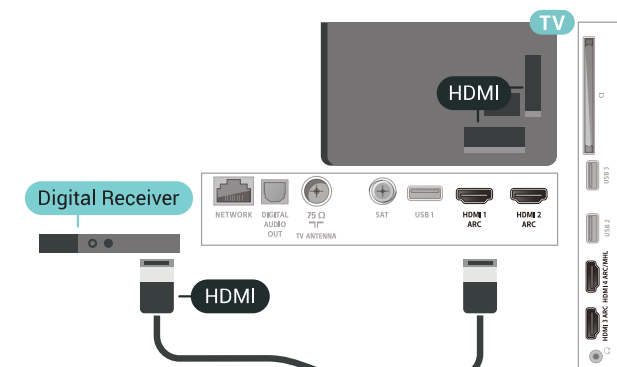 TV
HDMI
Digital Receiver
NETWORK
DIGITAL
AUDIO
OUT
75 Ω
TV ANTENNA
SAT
USB 1
HDMI 1
ARC
HDMI 2
ARC
HDMI
USB 3
USB 2
HDMI 4 ARC/MHL
HDMI 3 ARC